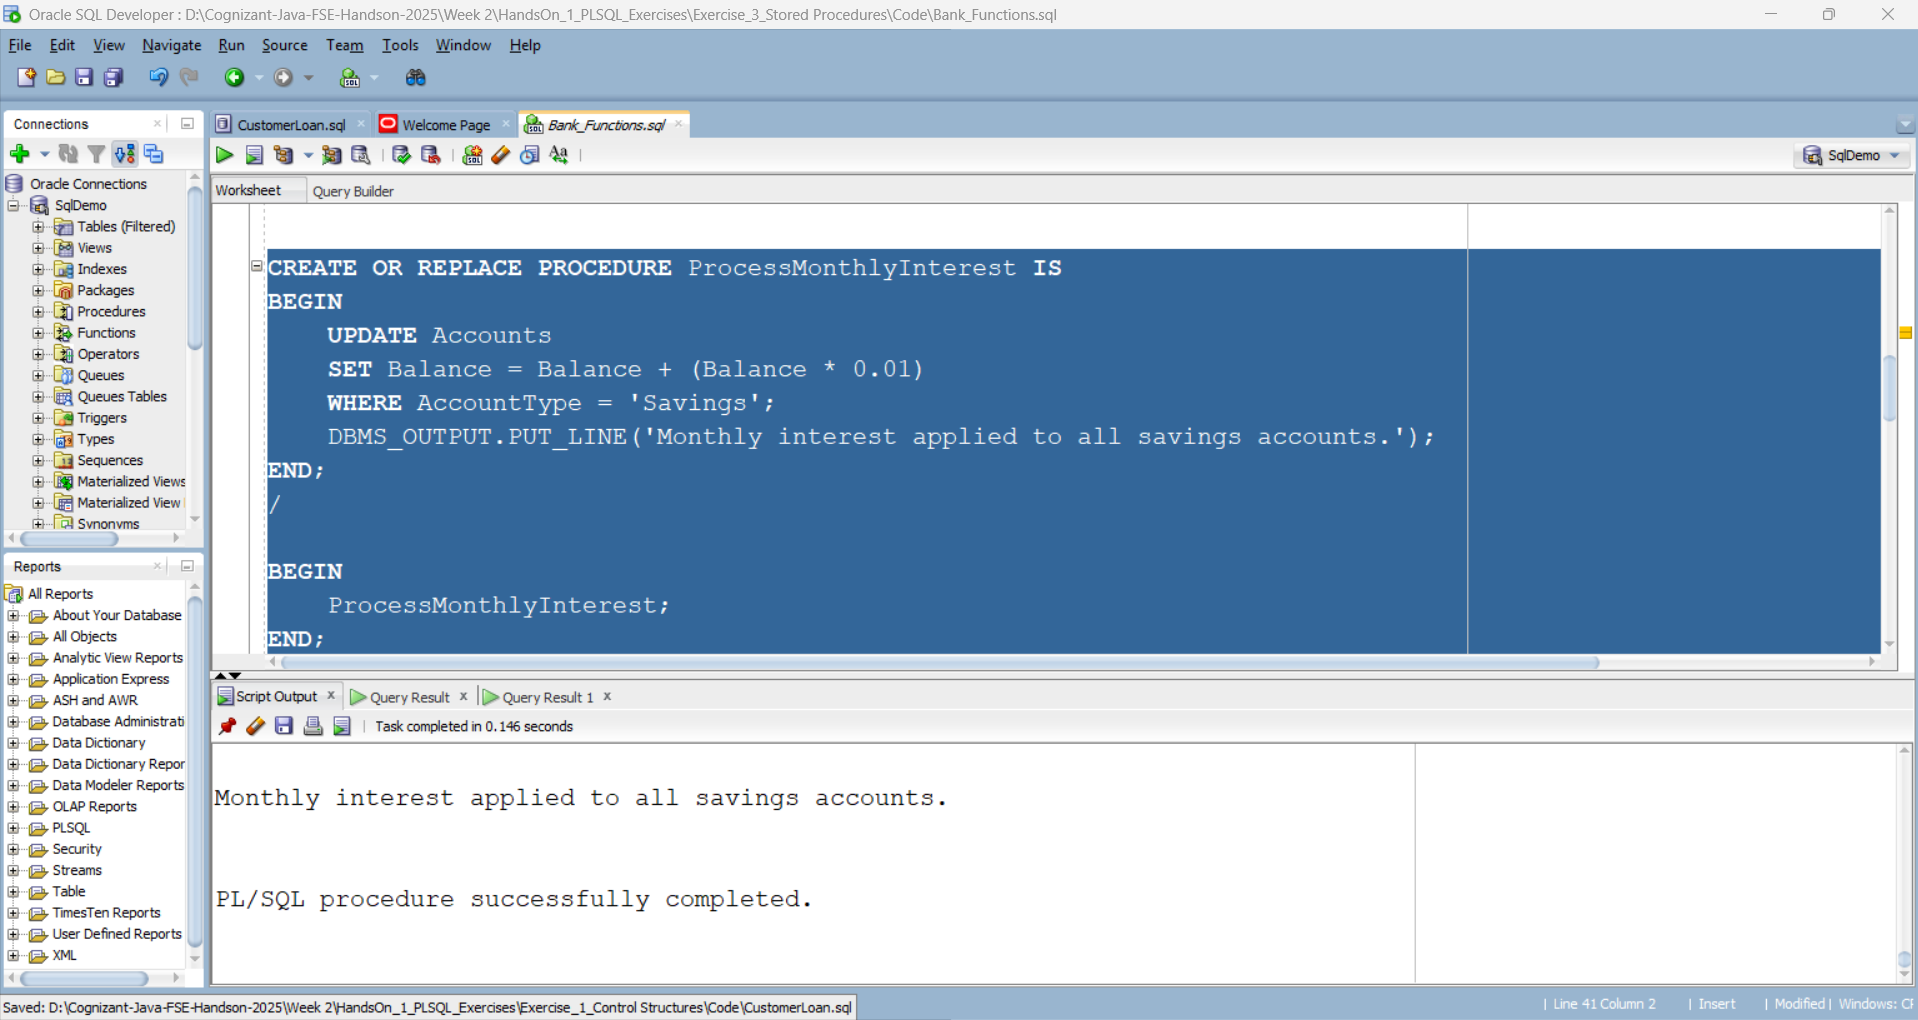 Oracle SQL Developer : D:\Cognizant-Java-FSE-Handson-2025\Week 2\HandsOn_1_PLSQL_Exercises\Exercise_3_Stored Procedures\Code\Bank_Functions.sql
File Edit View Navigate Run Source Team Tools Window Help
Connections
CustomerLoan.sql
Welcome Page
Bank_Functions.sql
SqlDemo
Worksheet Query Builder
Oracle Connections
SqlDemo
Tables (Filtered)
Views
Indexes
Packages
Procedures
Functions
Operators
Queues
Queues Tables
Triggers
Types
Sequences
Materialized Views
Materialized View
Synonyms
CREATE OR REPLACE PROCEDURE ProcessMonthlyInterest IS
BEGIN
UPDATE Accounts
SET Balance = Balance + (Balance * 0.01)
WHERE AccountType = 'Savings';
DBMS_OUTPUT.PUT_LINE('Monthly interest applied to all savings accounts.');
END;
/
BEGIN
ProcessMonthlyInterest;
END;
Reports
All Reports
About Your Database
All Objects
Analytic View Reports
Application Express
ASH and AWR
Database Administrati
Data Dictionary
Data Dictionary Repor
Data Modeler Reports
OLAP Reports
PLSQL
Security
Streams
Table
TimesTen Reports
User Defined Reports
XML
Script Output Query Result Query Result 1
Task completed in 0.146 seconds
Monthly interest applied to all savings accounts.
PL/SQL procedure successfully completed.
Saved: D:\Cognizant-Java-FSE-Handson-2025\Week 2\HandsOn_1_PLSQL_Exercises\Exercise_1_Control Structures\Code\CustomerLoan.sql
Line 41 Column 2 | Insert | Modified | Windows: